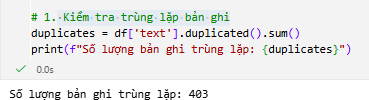 # 1. Kiểm tra trùng lặp bản ghi
duplicates = df['text'].duplicated().sum()
print(f"Số lượng bản ghi trùng lặp: {duplicates}")
0.0s
Số lượng bản ghi trùng lặp: 403